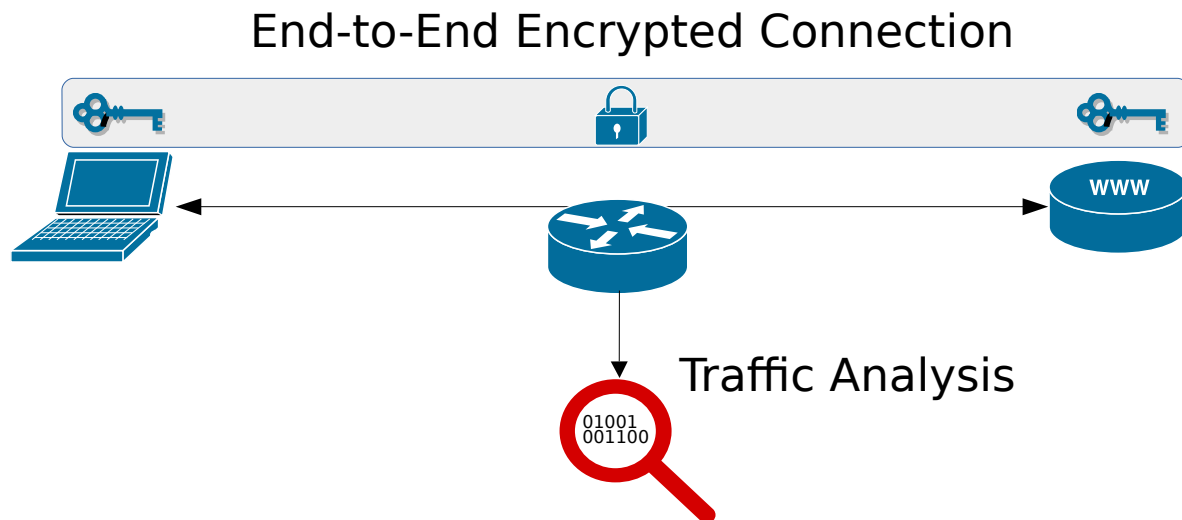 End-to-End Encrypted Connection
WWW
Traffic Analysis
01001
001100